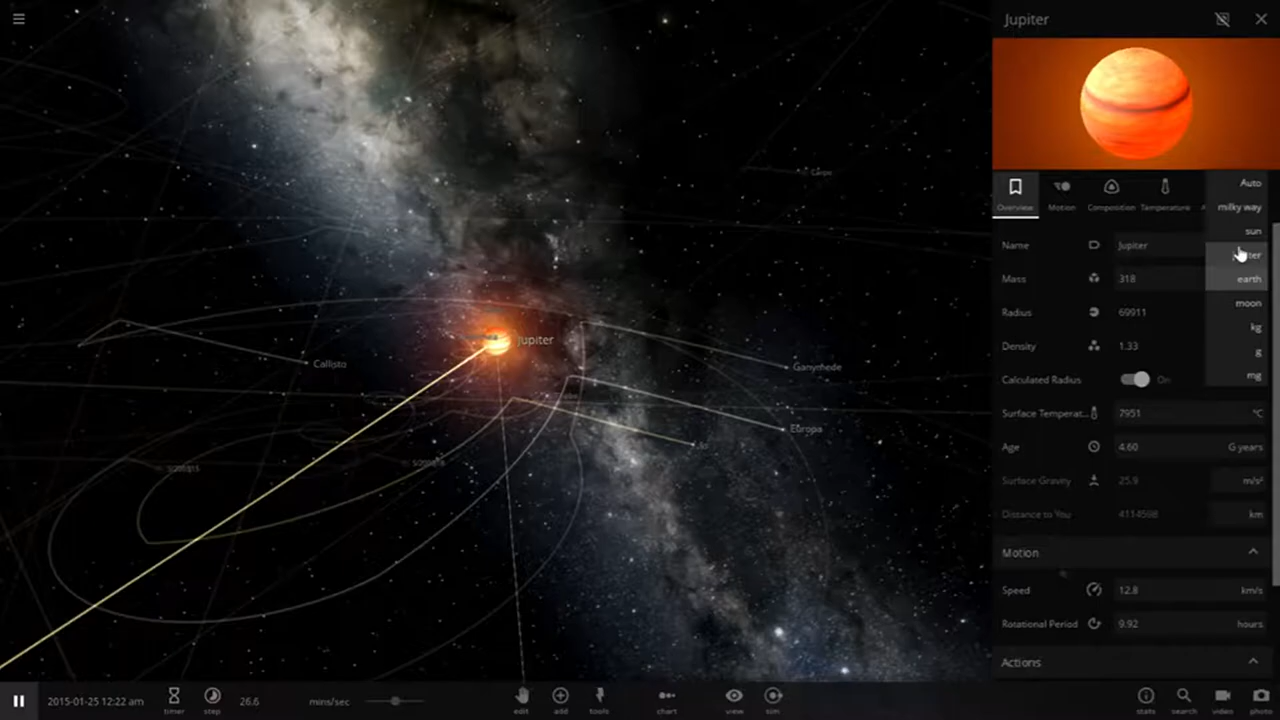 Jupiter
Overview
Motion
Composition
Temperature
Auto
milky way
sun
earth
moon
kg
g
mg
Name Jupiter
Mass 318
Radius 69911
Density 1.33
Calculated Radius On
Surface Temperat... 7951 °C
Age 4.60 G years
Surface Gravity 25.9 m/s²
Distance to You 4114598 km
Motion
Speed 12.8 km/s
Rotational Period 9.92 hours
Actions
Jupiter
Callisto
Ganymede
Europa
Io
2015-01-25 12:22 am
timer
step
26.6 mins/sec
edit
add
tools
chart
view
sim
stats
search
video
photo